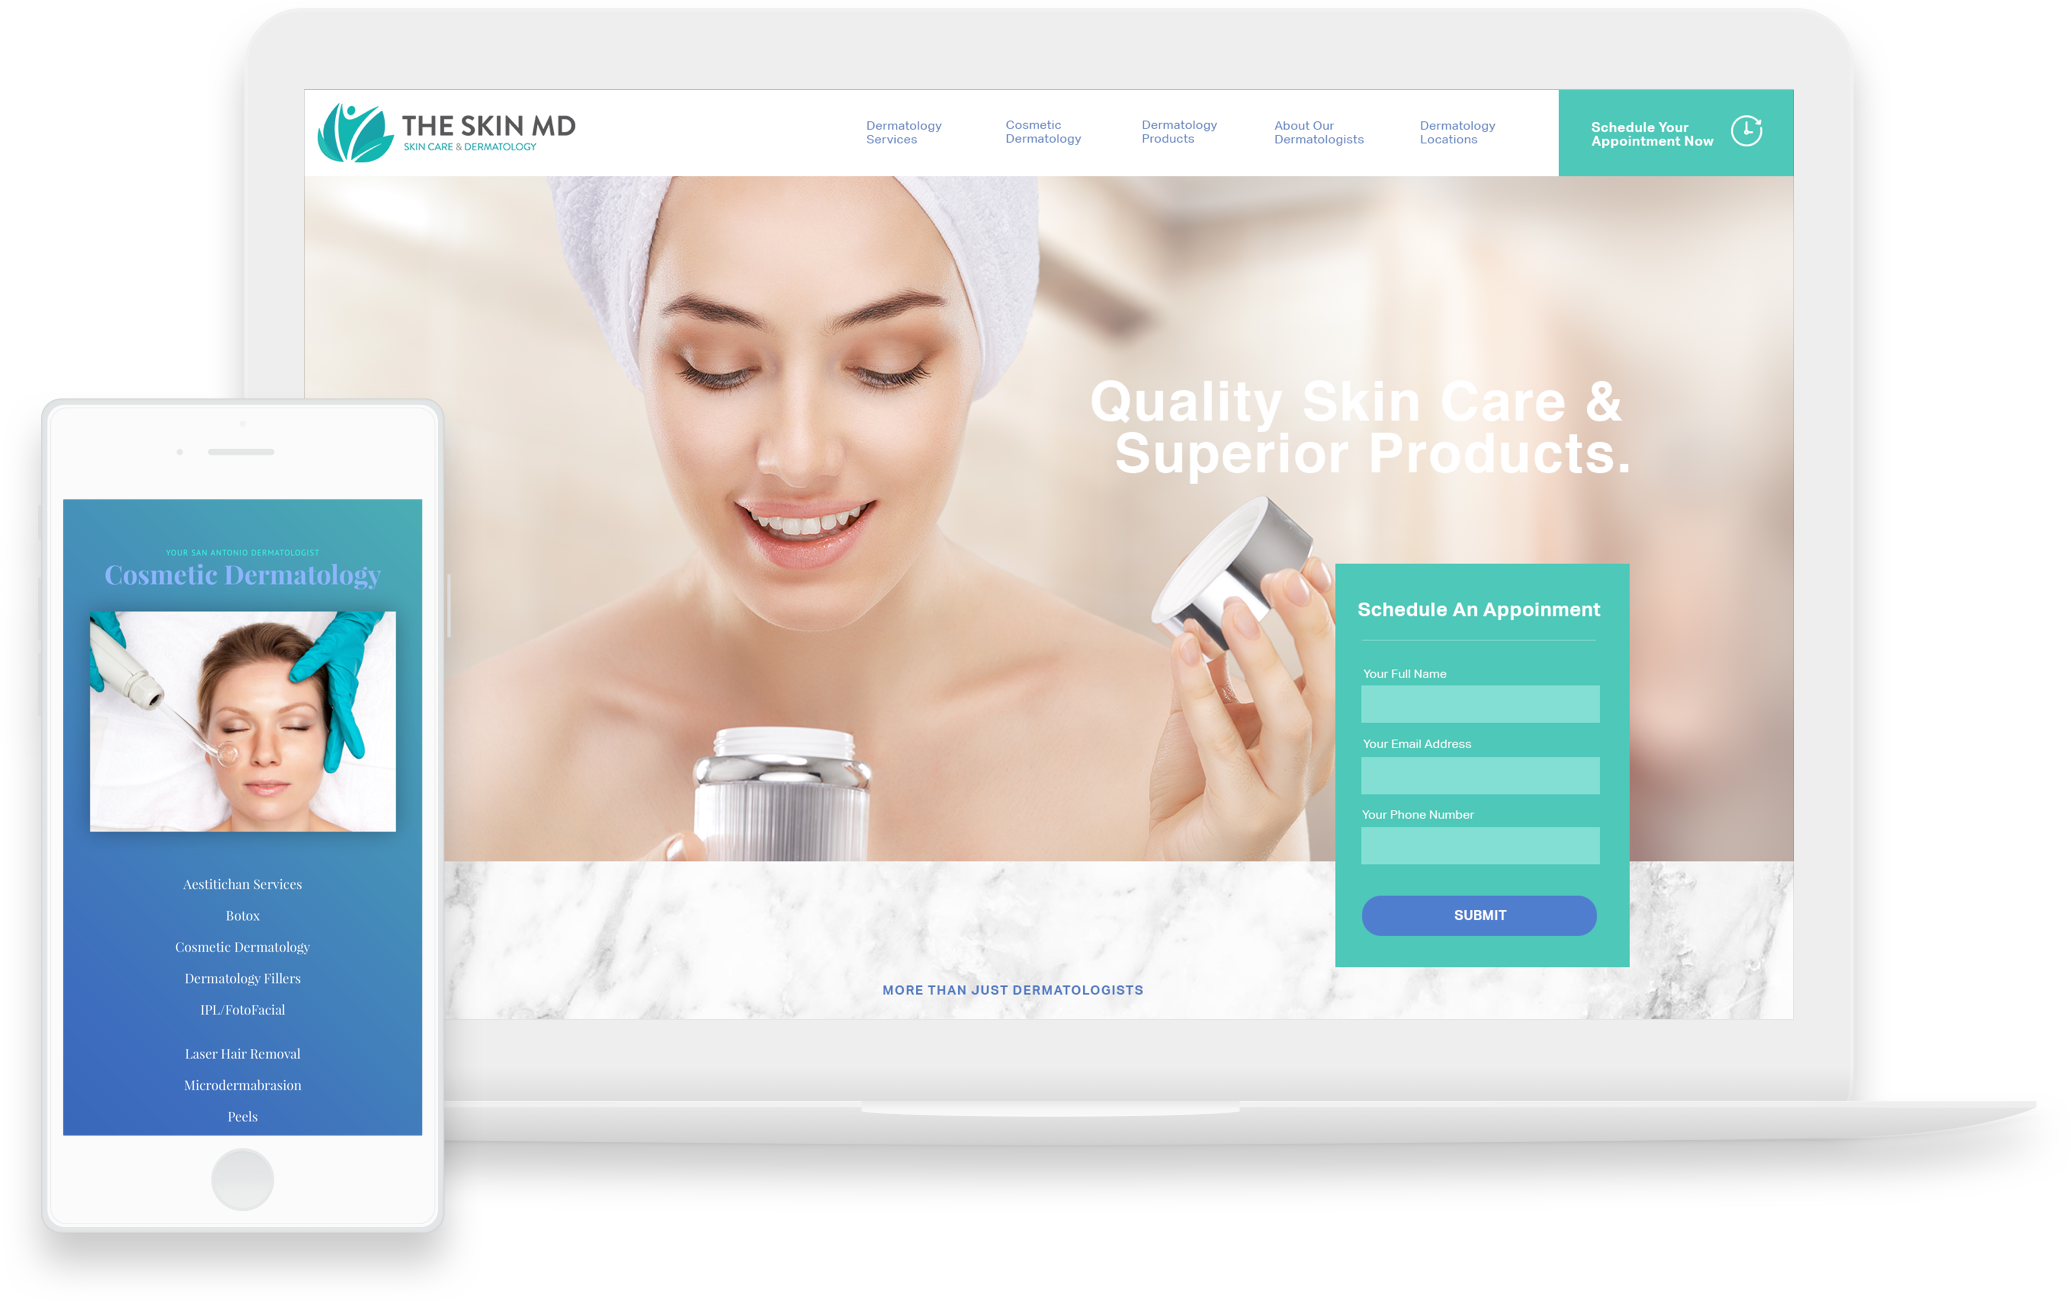 THE SKIN MD
SKIN CARE & DERMATOLOGY
Dermatology
Services
Cosmetic
Dermatology
Dermatology
Products
About Our
Dermatologists
Dermatology
Locations
Schedule Your
Appointment Now
Quality Skin Care &
Superior Products.
Schedule An Appoinment
Your Full Name
Your Email Address
Your Phone Number
SUBMIT
MORE THAN JUST DERMATOLOGISTS
YOUR SAN ANTONIO DERMATOLOGIST
Cosmetic Dermatology
Aestitichan Services
Botox
Cosmetic Dermatology
Dermatology Fillers
IPL/FotoFacial
Laser Hair Removal
Microdermabrasion
Peels